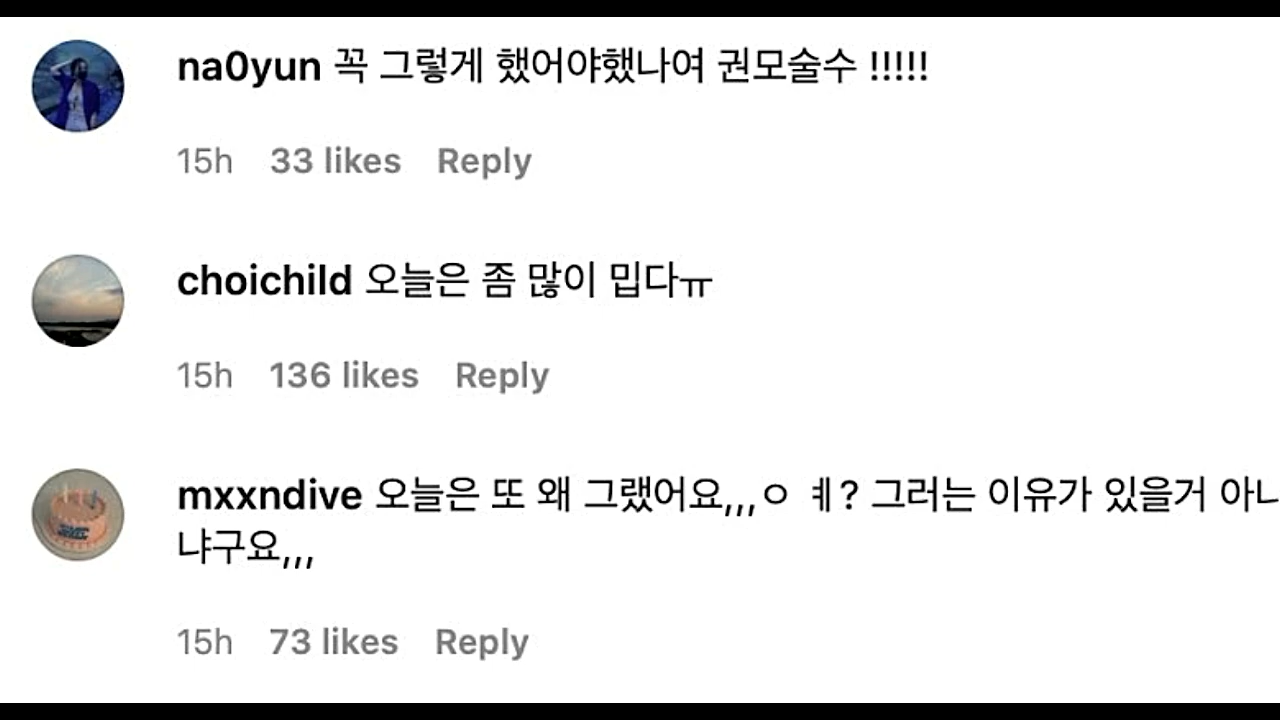 na0yun 꼭 그렇게 했어야했나여 권모술수 !!!!!
15h 33 likes Reply
choichild 오늘은 좀 많이 밉다ㅠ
15h 136 likes Reply
mxxndive 오늘은 또 왜 그랬어요,,,ㅇ ㅖ? 그러는 이유가 있을거 아니
냐구요,,,
15h 73 likes Reply